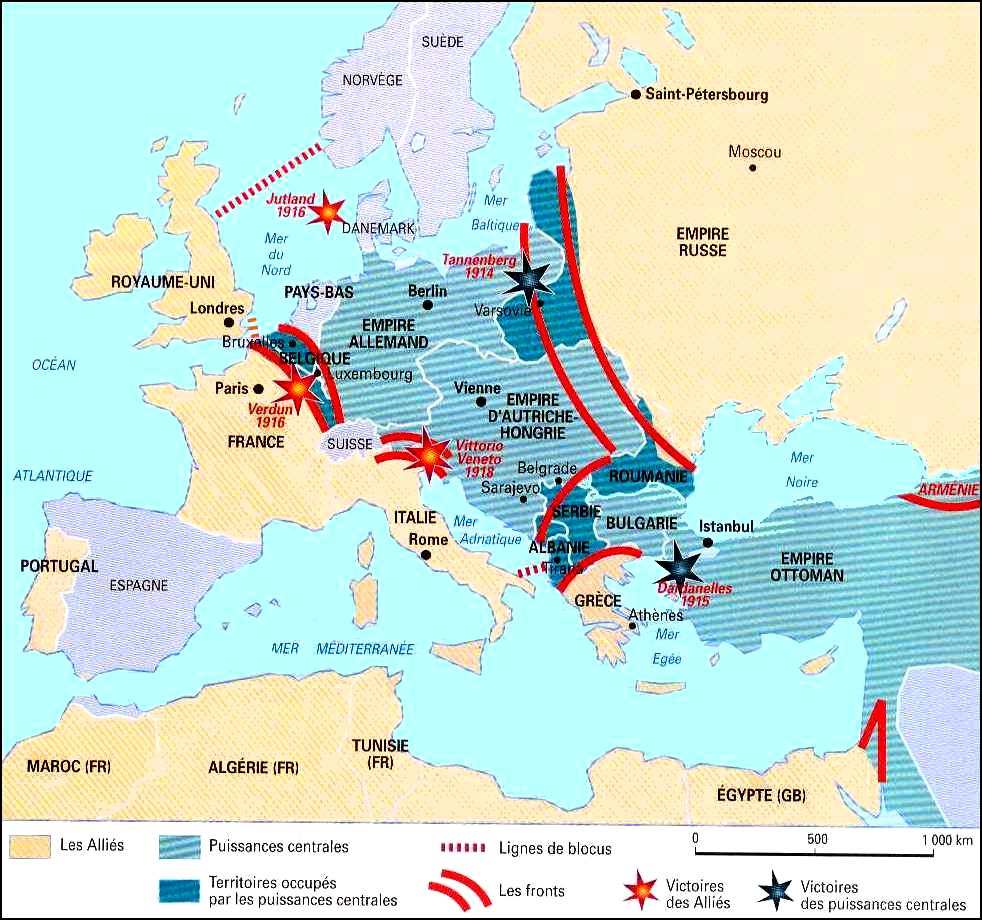 SUÈDE
NORVÈGE
Saint-Pétersbourg
Moscou
Jutland
1916
Mer
Baltique
DANEMARK
Mer
du
Nord
EMPIRE
RUSSE
Tannenberg
1914
ROYAUME-UNI
PAYS-BAS
Berlin
Londres
Varsovie
EMPIRE
ALLEMAND
Bruxelles
BELGIQUE
OCÉAN
Luxembourg
Paris
Vienne
EMPIRE
D'AUTRICHE-
HONGRIE
Verdun
1916
FRANCE
SUISSE
Vittorio
Veneto
1918
Mer
Noire
Belgrade
ROUMANIE
ATLANTIQUE
Sarajevo
ARMÉNIE
SERBIE
ITALIE
Mer
Adriatique
BULGARIE
Istanbul
Rome
ALBANIE
Tirana
EMPIRE
OTTOMAN
PORTUGAL
ESPAGNE
Dardanelles
1915
GRÈCE
Athènes
Mer
Egée
MER MÉDITERRANÉE
MAROC (FR)
ALGÉRIE (FR)
TUNISIE
(FR)
ÉGYPTE (GB)
Les Alliés
Puissances centrales
Territoires occupés
par les puissances centrales
Lignes de blocus
Les fronts
0 500 1 000 km
Victoires
des Alliés
Victoires
des puissances centrales